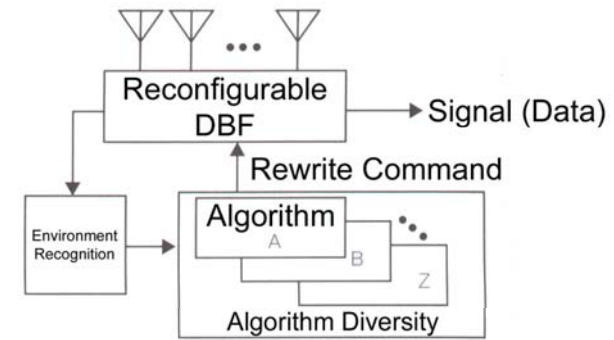 Reconfigurable
DBF
Signal (Data)
Rewrite Command
Environment
Recognition
Algorithm
A
B
Z
Algorithm Diversity